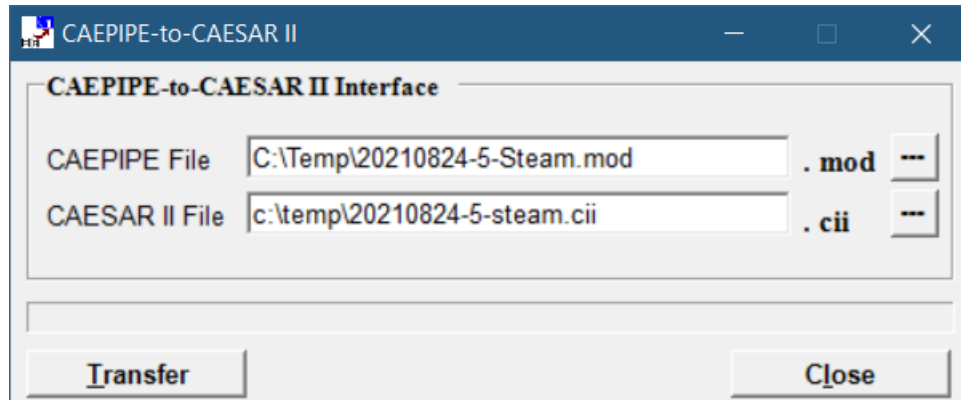 CAEPIPE-to-CAESAR II
CAEPIPE-to-CAESAR II Interface
CAEPIPE File C:\Temp\20210824-5-Steam.mod . mod ---
CAESAR II File c:\temp\20210824-5-steam.cii . cii ---
Transfer Close